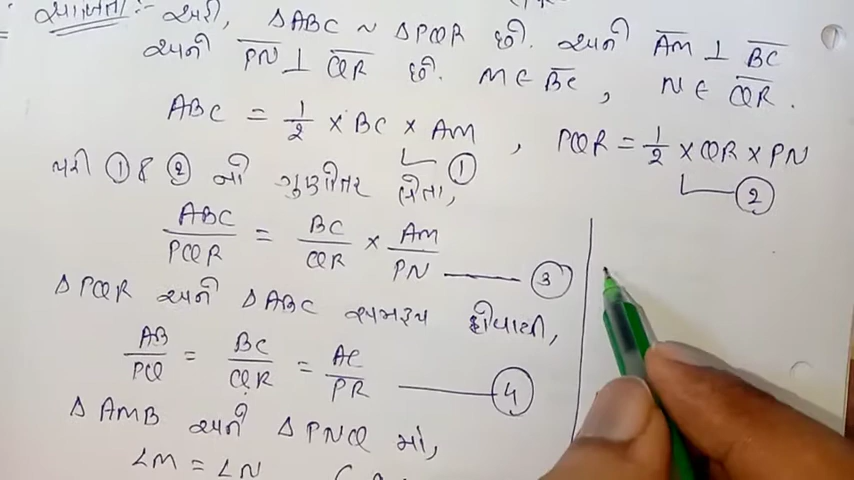 સાબિતી :- અહી, ΔABC ~ ΔPQR છે. અને AM ⊥ BC
અને PN ⊥ QR છે. M ∈ BC , N ∈ QR .
ABC = 1/2 × BC × AM ——①
, PQR = 1/2 × QR × PN ——②
① & ② નો ગુણોત્તર લેતા,
ABC/PQR = BC/QR × AM/PN ——③
ΔPQR અને ΔABC સમરૂપ હોવાથી,
AB/PQ = BC/QR = AC/PR ——④
ΔAMB અને ΔPNQ માં,
∠M = ∠N